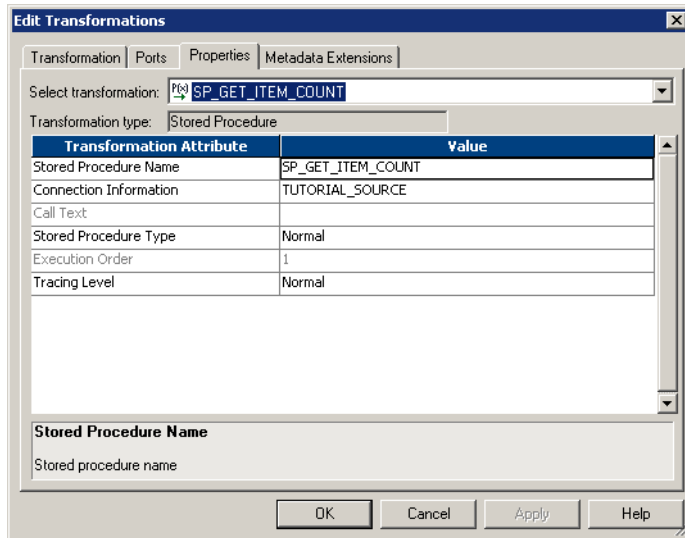 Edit Transformations
Transformation Ports Properties Metadata Extensions
Select transformation: P(x) SP_GET_ITEM_COUNT
Transformation type: Stored Procedure
Transformation Attribute Value
Stored Procedure Name SP_GET_ITEM_COUNT
Connection Information TUTORIAL_SOURCE
Call Text
Stored Procedure Type Normal
Execution Order 1
Tracing Level Normal
Stored Procedure Name
Stored procedure name
OK Cancel Apply Help